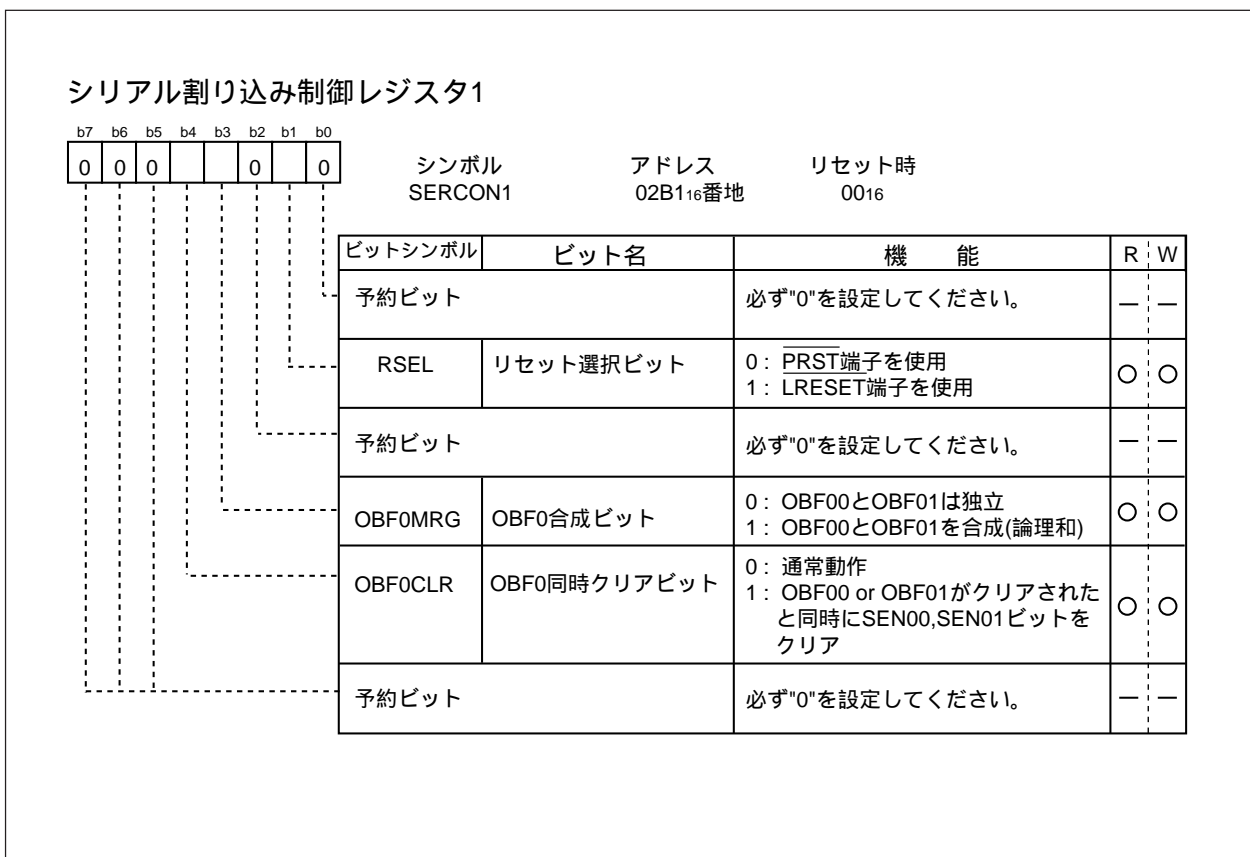 シリアル割り込み制御レジスタ1
b7 b6 b5 b4 b3 b2 b1 b0
0 0 0 0 0
シンボル アドレス リセット時
SERCON1 02B116番地 0016
ビットシンボル ビット名 機 能 R W
予約ビット 必ず"0"を設定してください。 ー ー
RSEL リセット選択ビット 0 : PRST端子を使用
1 : LRESET端子を使用 ○ ○
予約ビット 必ず"0"を設定してください。 ー ー
OBF0MRG OBF0合成ビット 0 : OBF00とOBF01は独立
1 : OBF00とOBF01を合成(論理和) ○ ○
OBF0CLR OBF0同時クリアビット 0 : 通常動作
1 : OBF00 or OBF01がクリアされた
と同時にSEN00,SEN01ビットを
クリア ○ ○
予約ビット 必ず"0"を設定してください。 ー ー